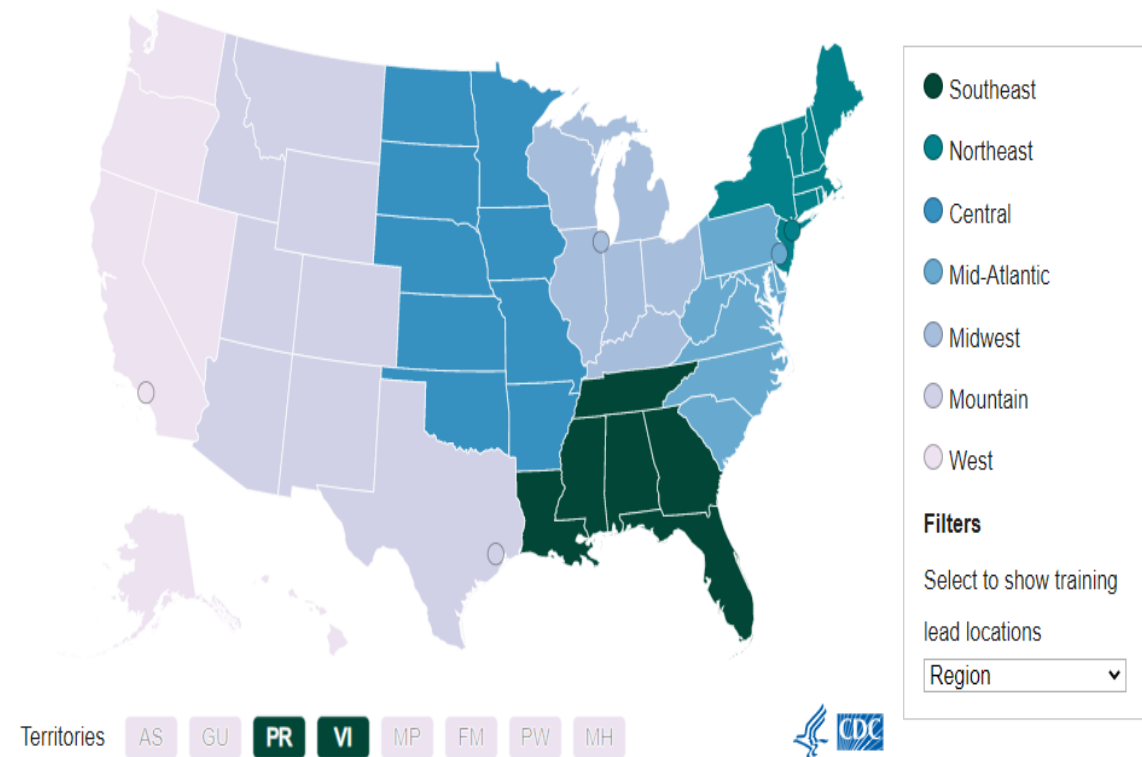 Southeast
Northeast
Central
Mid-Atlantic
Midwest
Mountain
West
Filters
Select to show training
lead locations
Region
Territories AS GU PR VI MP FM PW MH
CDC